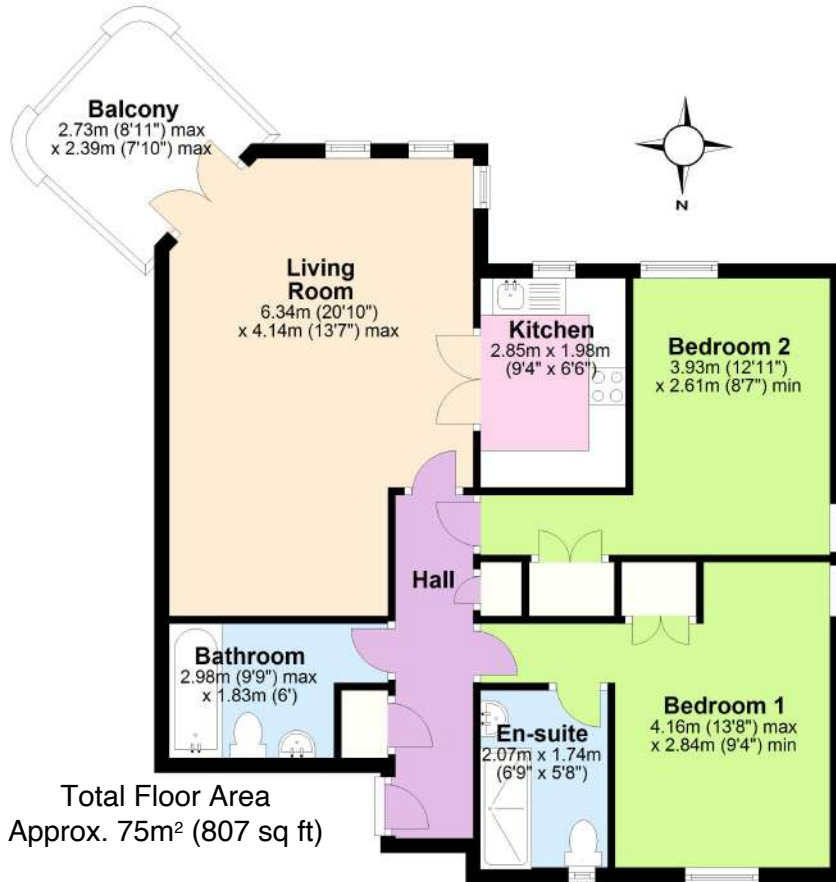 Balcony
2.73m (8'11") max
x 2.39m (7'10") max
N
Living
Room
6.34m (20'10")
x 4.14m (13'7") max
Kitchen
2.85m x 1.98m
(9'4" x 6'6")
Bedroom 2
3.93m (12'11")
x 2.61m (8'7") min
Hall
Bathroom
2.98m (9'9") max
x 1.83m (6')
En-suite
2.07m x 1.74m
(6'9" x 5'8")
Bedroom 1
4.16m (13'8") max
x 2.84m (9'4") min
Total Floor Area
Approx. 75m² (807 sq ft)